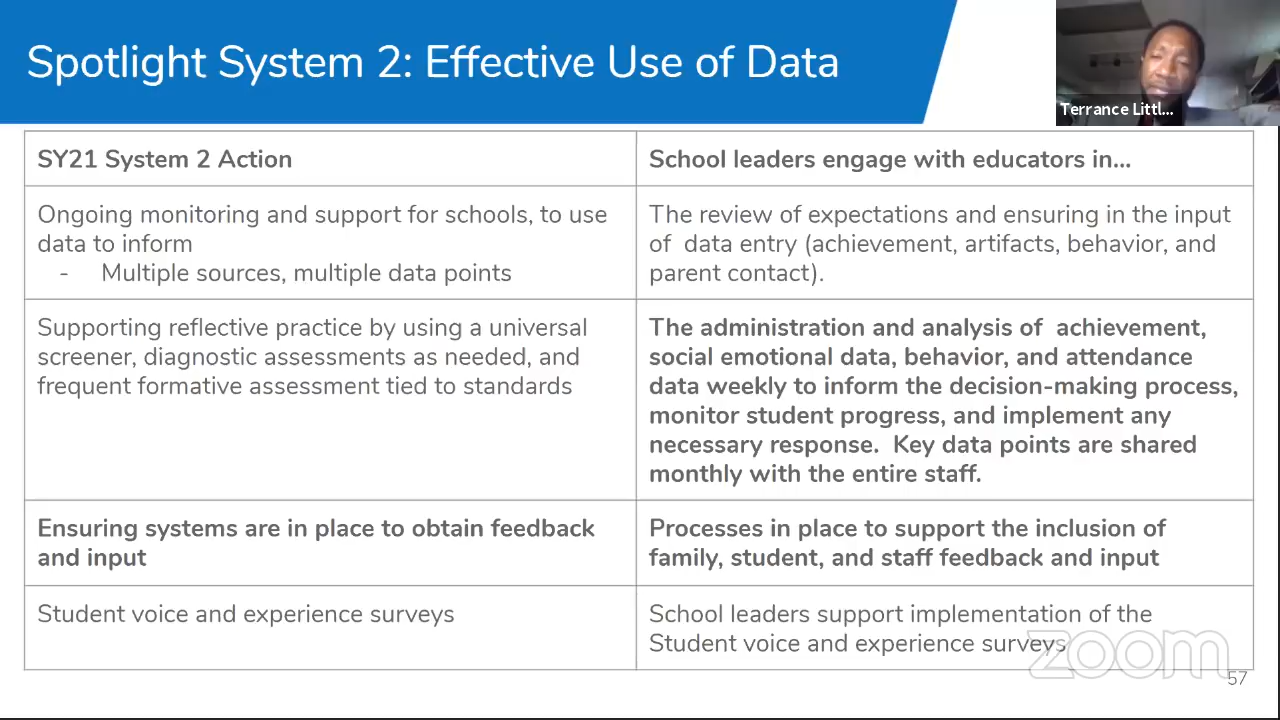 Spotlight System 2: Effective Use of Data
Terrance Littl...
SY21 System 2 Action
School leaders engage with educators in...
Ongoing monitoring and support for schools, to use
data to inform
- Multiple sources, multiple data points
The review of expectations and ensuring in the input
of data entry (achievement, artifacts, behavior, and
parent contact).
Supporting reflective practice by using a universal
screener, diagnostic assessments as needed, and
frequent formative assessment tied to standards
The administration and analysis of achievement,
social emotional data, behavior, and attendance
data weekly to inform the decision-making process,
monitor student progress, and implement any
necessary response. Key data points are shared
monthly with the entire staff.
Ensuring systems are in place to obtain feedback
and input
Processes in place to support the inclusion of
family, student, and staff feedback and input
Student voice and experience surveys
School leaders support implementation of the
Student voice and experience surveys
zoom
57